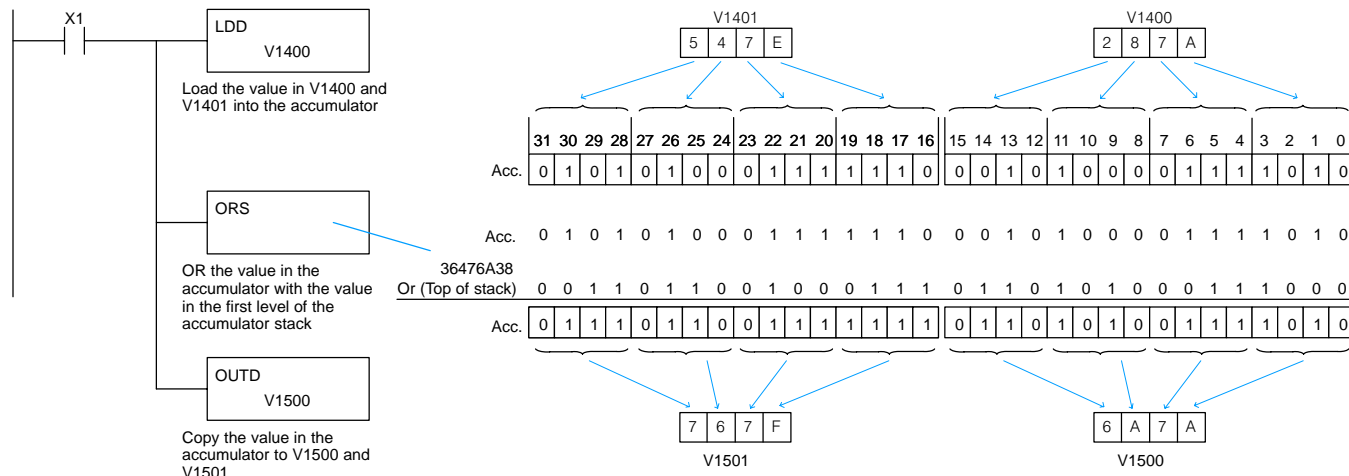 X1
LDD
V1400
Load the value in V1400 and
V1401 into the accumulator
ORS
OR the value in the
accumulator with the value
in the first level of the
accumulator stack
OUTD
V1500
Copy the value in the
accumulator to V1500 and
V1501
V1401
5 4 7 E
V1400
2 8 7 A
31 30 29 28 27 26 25 24 23 22 21 20 19 18 17 16 15 14 13 12 11 10 9 8 7 6 5 4 3 2 1 0
Acc. 0 1 0 1 0 1 0 0 0 1 1 1 1 1 1 0 0 0 1 0 1 0 0 0 0 1 1 1 1 0 1 0
Acc. 0 1 0 1 0 1 0 0 0 1 1 1 1 1 1 0 0 0 1 0 1 0 0 0 0 1 1 1 1 0 1 0
36476A38
Or (Top of stack) 0 0 1 1 0 1 1 0 0 1 0 0 0 1 1 1 0 1 1 0 1 0 1 0 0 0 1 1 1 0 0 0
Acc. 0 1 1 1 0 1 1 0 0 1 1 1 1 1 1 1 0 1 1 0 1 0 1 0 0 1 1 1 1 0 1 0
7 6 7 F
V1501
6 A 7 A
V1500